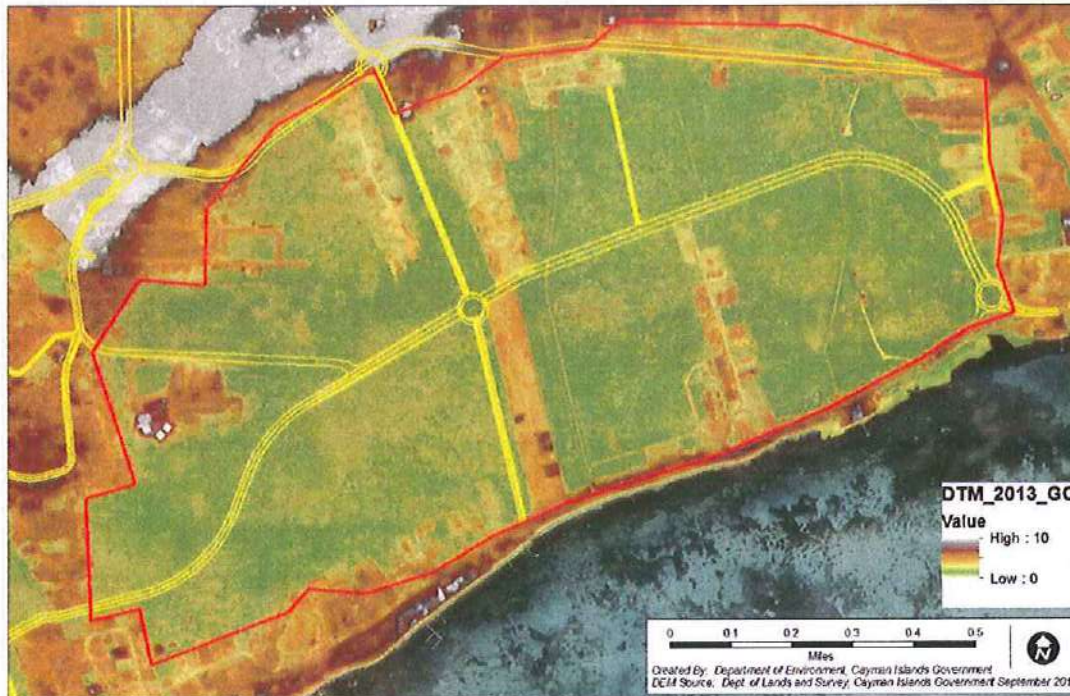 DTM_2013_GC
Value
High : 10
Low : 0
0 0.1 0.2 0.3 0.4 0.5
Miles
N
Created By: Department of Environment, Cayman Islands Government
DEM Source: Dept. of Lands and Survey, Cayman Islands Government September 201